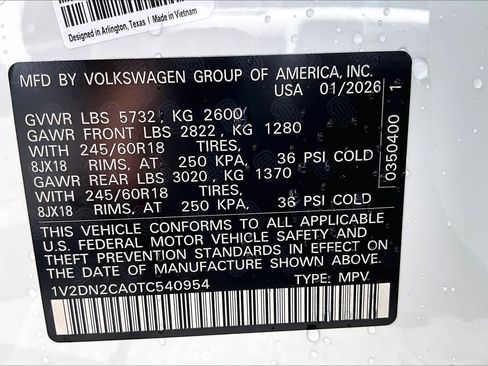 Designed in Arlington, Texas | Made in Vietnam
MFD BY VOLKSWAGEN GROUP OF AMERICA, INC.
USA 01/2026
GVWR LBS 5732, KG 2600
GAWR FRONT LBS 2822, KG 1280
WITH 245/60R18 TIRES,
8JX18 RIMS, AT 250 KPA, 36 PSI COLD
GAWR REAR LBS 3020, KG 1370
WITH 245/60R18 TIRES,
8JX18 RIMS, AT 250 KPA, 36 PSI COLD
THIS VEHICLE CONFORMS TO ALL APPLICABLE
U.S. FEDERAL MOTOR VEHICLE SAFETY AND
THEFT PREVENTION STANDARDS IN EFFECT ON
THE DATE OF MANUFACTURE SHOWN ABOVE.
1V2DN2CA0TC540954 TYPE: MPV
0350400 1